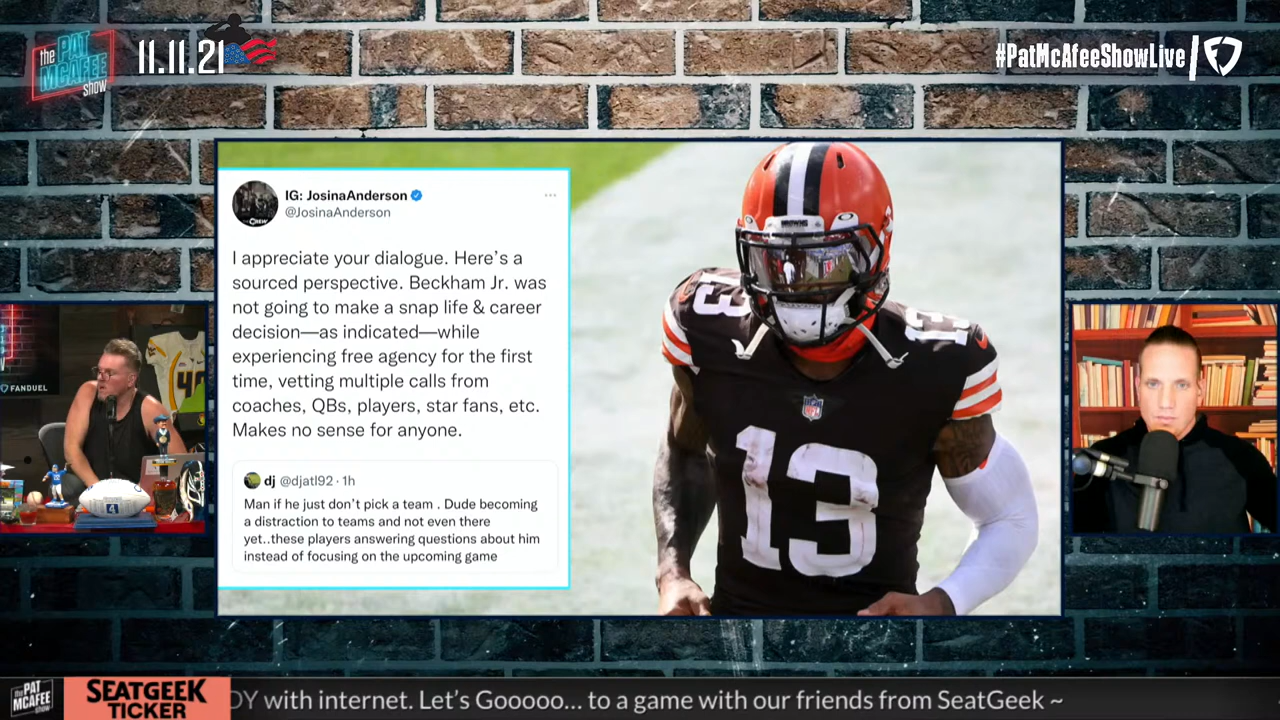 the PAT MCAFEE show
11.11.21
#PatMcAfeeShowLive
IG: JosinaAnderson
@JosinaAnderson
I appreciate your dialogue. Here's a
sourced perspective. Beckham Jr. was
not going to make a snap life & career
decision—as indicated—while
experiencing free agency for the first
time, vetting multiple calls from
coaches, QBs, players, star fans, etc.
Makes no sense for anyone.
dj @djatl92 · 1h
Man if he just don't pick a team . Dude becoming
a distraction to teams and not even there
yet..these players answering questions about him
instead of focusing on the upcoming game
BROWNS
13
13
NFL
13
FANDUEL
the PAT MCAFEE show
SEATGEEK
TICKER
DY with internet. Let's Gooooo... to a game with our friends from SeatGeek ~